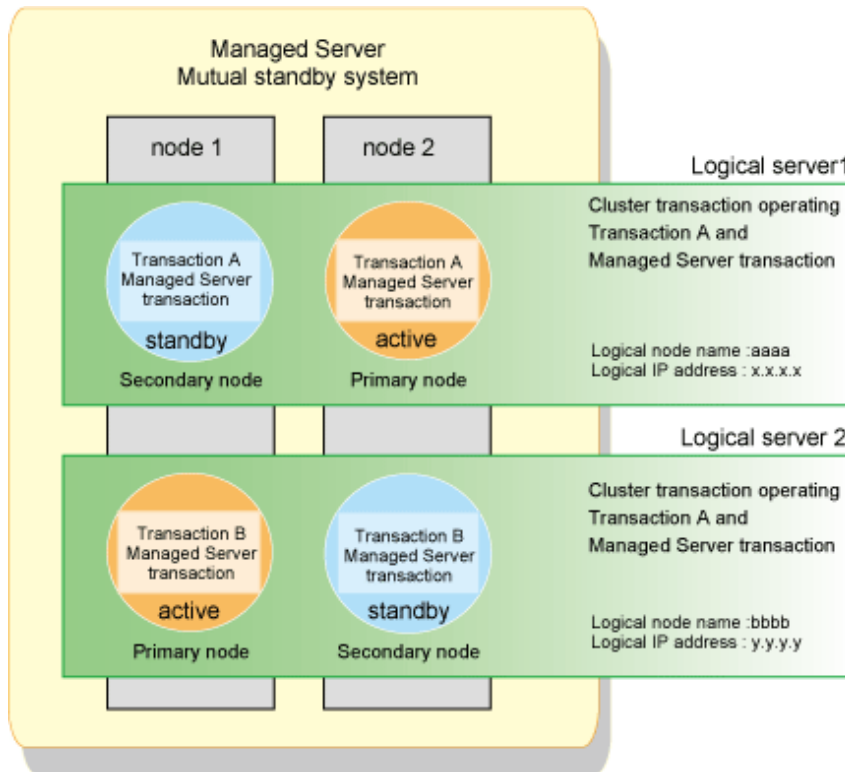 Managed Server
Mutual standby system
node 1
node 2
Logical server1
Transaction A
Managed Server
transaction
standby
Secondary node
Transaction A
Managed Server
transaction
active
Primary node
Cluster transaction operating
Transaction A and
Managed Server transaction
Logical node name :aaaa
Logical IP address : x.x.x.x
Logical server 2
Transaction B
Managed Server
transaction
active
Primary node
Transaction B
Managed Server
transaction
standby
Secondary node
Cluster transaction operating
Transaction A and
Managed Server transaction
Logical node name :bbbb
Logical IP address : y.y.y.y